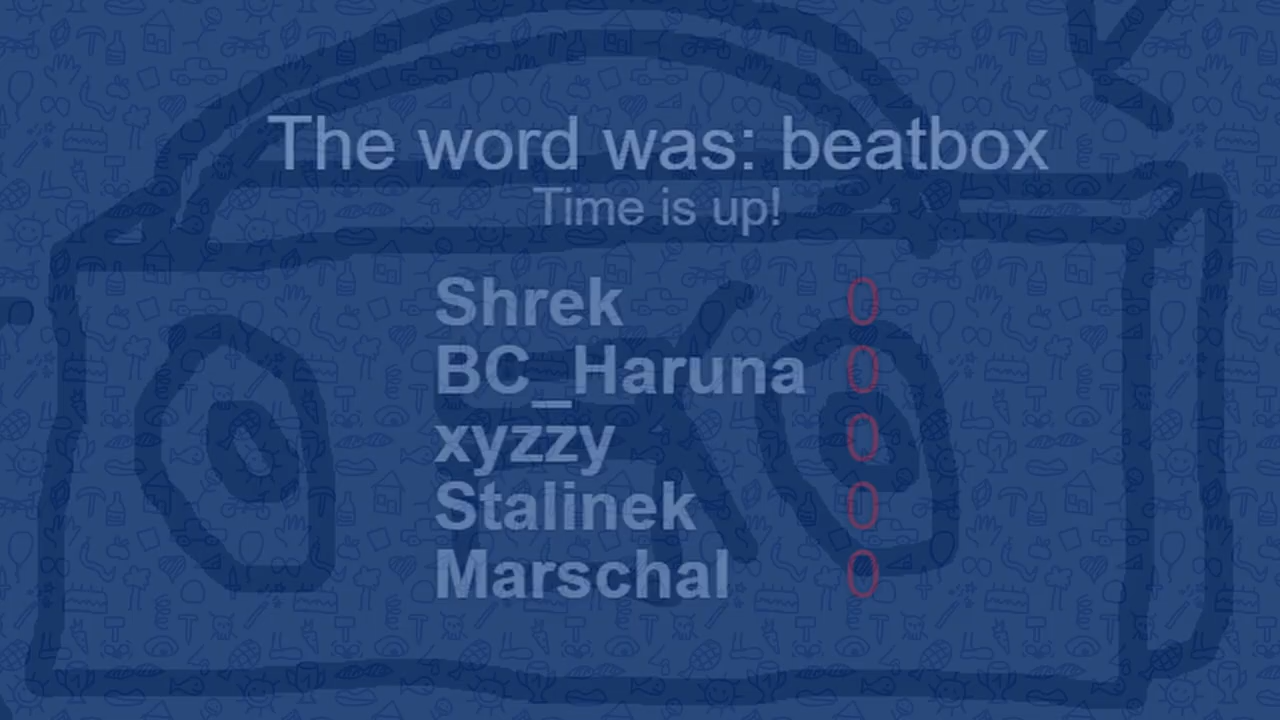 The word was: beatbox
Time is up!
Shrek 0
BC_Haruna 0
xyzzy 0
Stalinek 0
Marschal 0